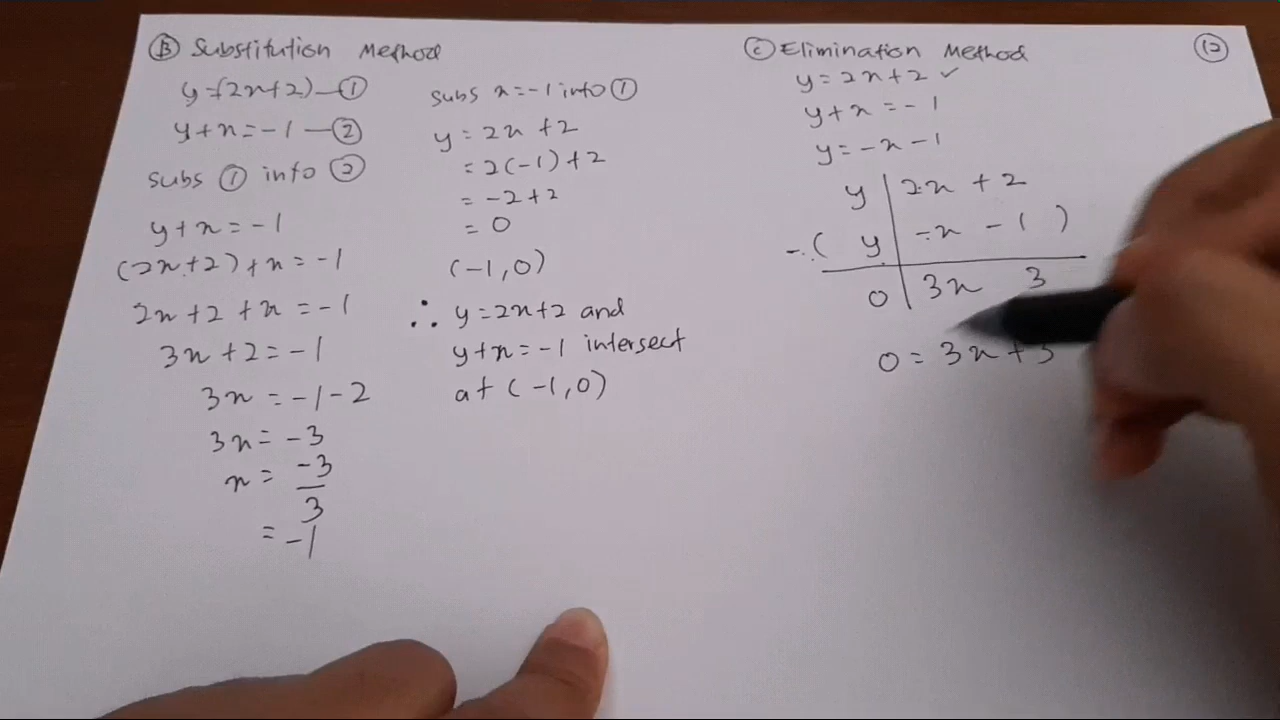 Ⓑ Substitution Method
y=(2x+2)—①
y+x=-1—②
subs ① into ②
y+x=-1
(2x+2)+x=-1
2x+2+x=-1
3x+2=-1
3x=-1-2
3x=-3
x=-3/3
=-1
subs x=-1 into ①
y=2x+2
=2(-1)+2
=-2+2
=0
(-1,0)
∴ y=2x+2 and
y+x=-1 intersect
at (-1,0)
Ⓒ Elimination Method
⑫
y=2x+2 ✓
y+x=-1
y=-x-1
y | 2x+2
-( y | -x-1 )
0 | 3x 3
0=3x+3